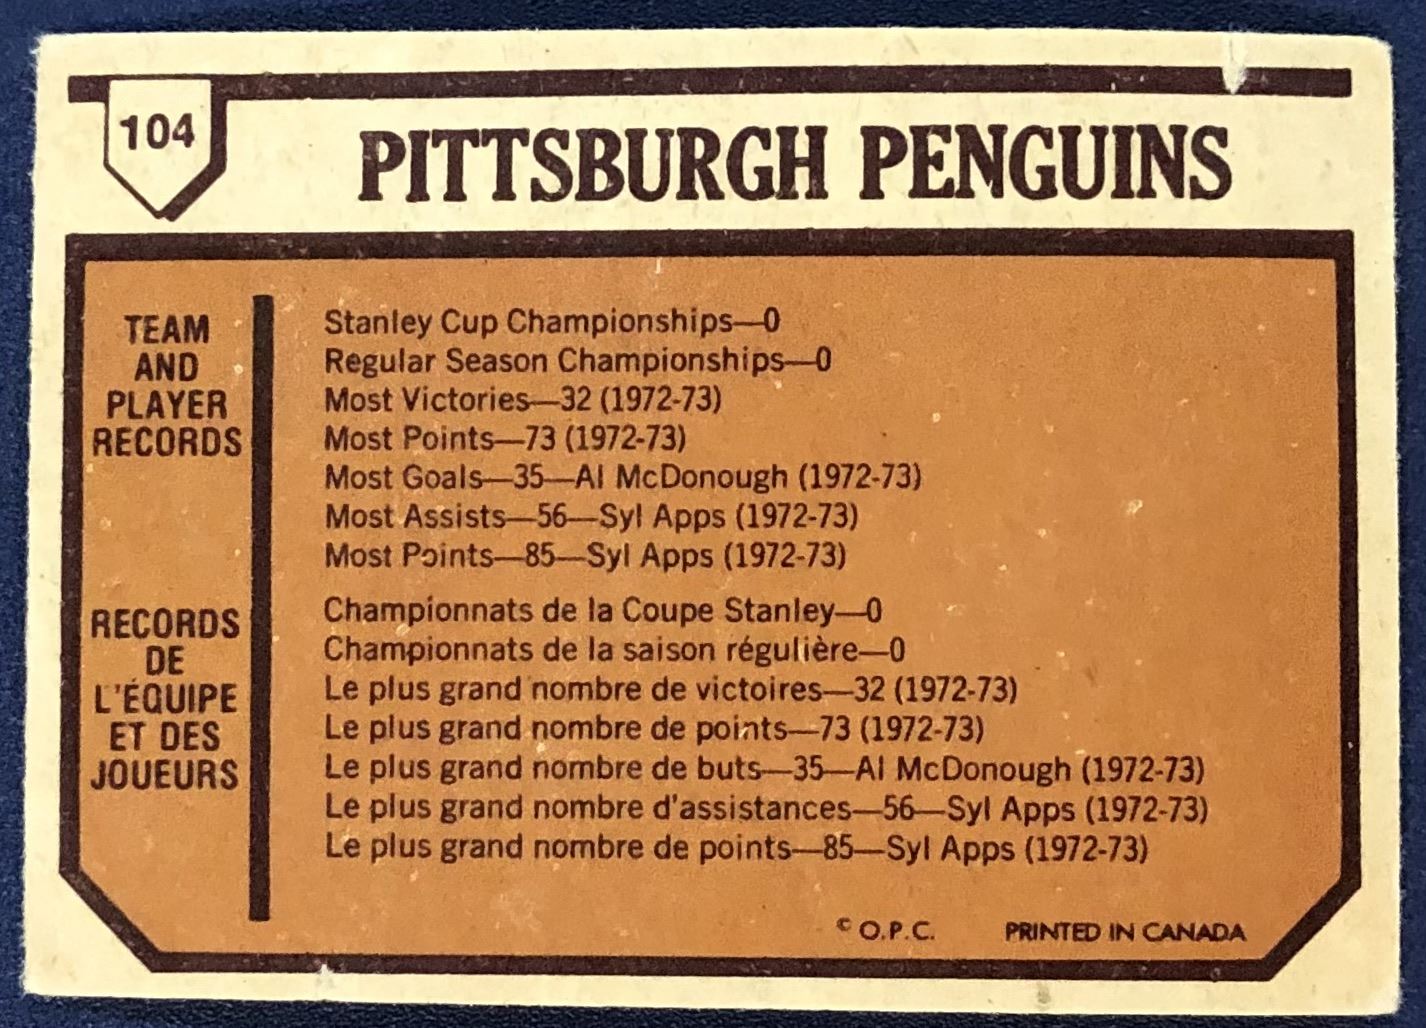 104
PITTSBURGH PENGUINS
TEAM
AND
PLAYER
RECORDS
Stanley Cup Championships—0
Regular Season Championships—0
Most Victories—32 (1972-73)
Most Points—73 (1972-73)
Most Goals—35—Al McDonough (1972-73)
Most Assists—56—Syl Apps (1972-73)
Most Points—85—Syl Apps (1972-73)
RECORDS
DE
L'ÉQUIPE
ET DES
JOUEURS
Championnats de la Coupe Stanley—0
Championnats de la saison régulière—0
Le plus grand nombre de victoires—32 (1972-73)
Le plus grand nombre de points—73 (1972-73)
Le plus grand nombre de buts—35—Al McDonough (1972-73)
Le plus grand nombre d'assistances—56—Syl Apps (1972-73)
Le plus grand nombre de points—85—Syl Apps (1972-73)
© O.P.C. PRINTED IN CANADA